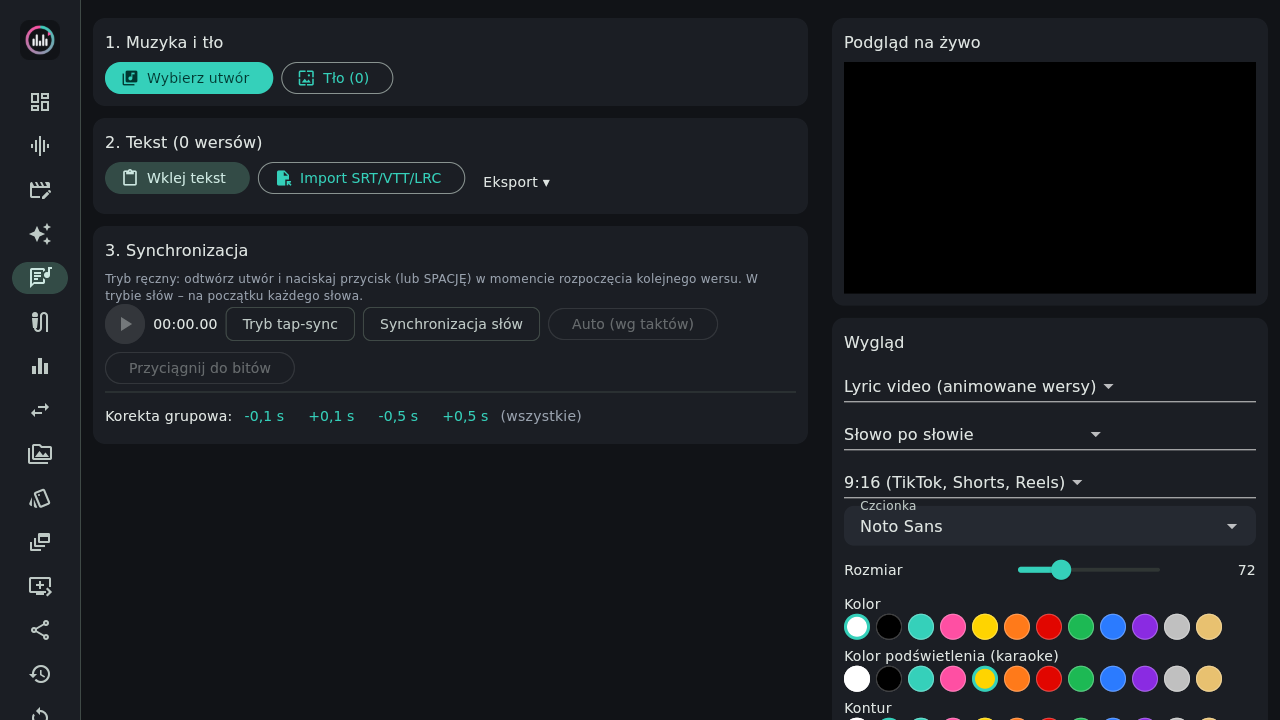 1. Muzyka i tło
Wybierz utwór
Tło (0)
2. Tekst (0 wersów)
Wklej tekst
Import SRT/VTT/LRC
Eksport ▾
3. Synchronizacja
Tryb ręczny: odtwórz utwór i naciskaj przycisk (lub SPACJĘ) w momencie rozpoczęcia kolejnego wersu. W
trybie słów – na początku każdego słowa.
00:00.00
Tryb tap-sync
Synchronizacja słów
Auto (wg taktów)
Przyciągnij do bitów
Korekta grupowa:
-0,1 s
+0,1 s
-0,5 s
+0,5 s
(wszystkie)
Podgląd na żywo
Wygląd
Lyric video (animowane wersy)
Słowo po słowie
9:16 (TikTok, Shorts, Reels)
Czcionka
Noto Sans
Rozmiar
72
Kolor
Kolor podświetlenia (karaoke)
Kontur